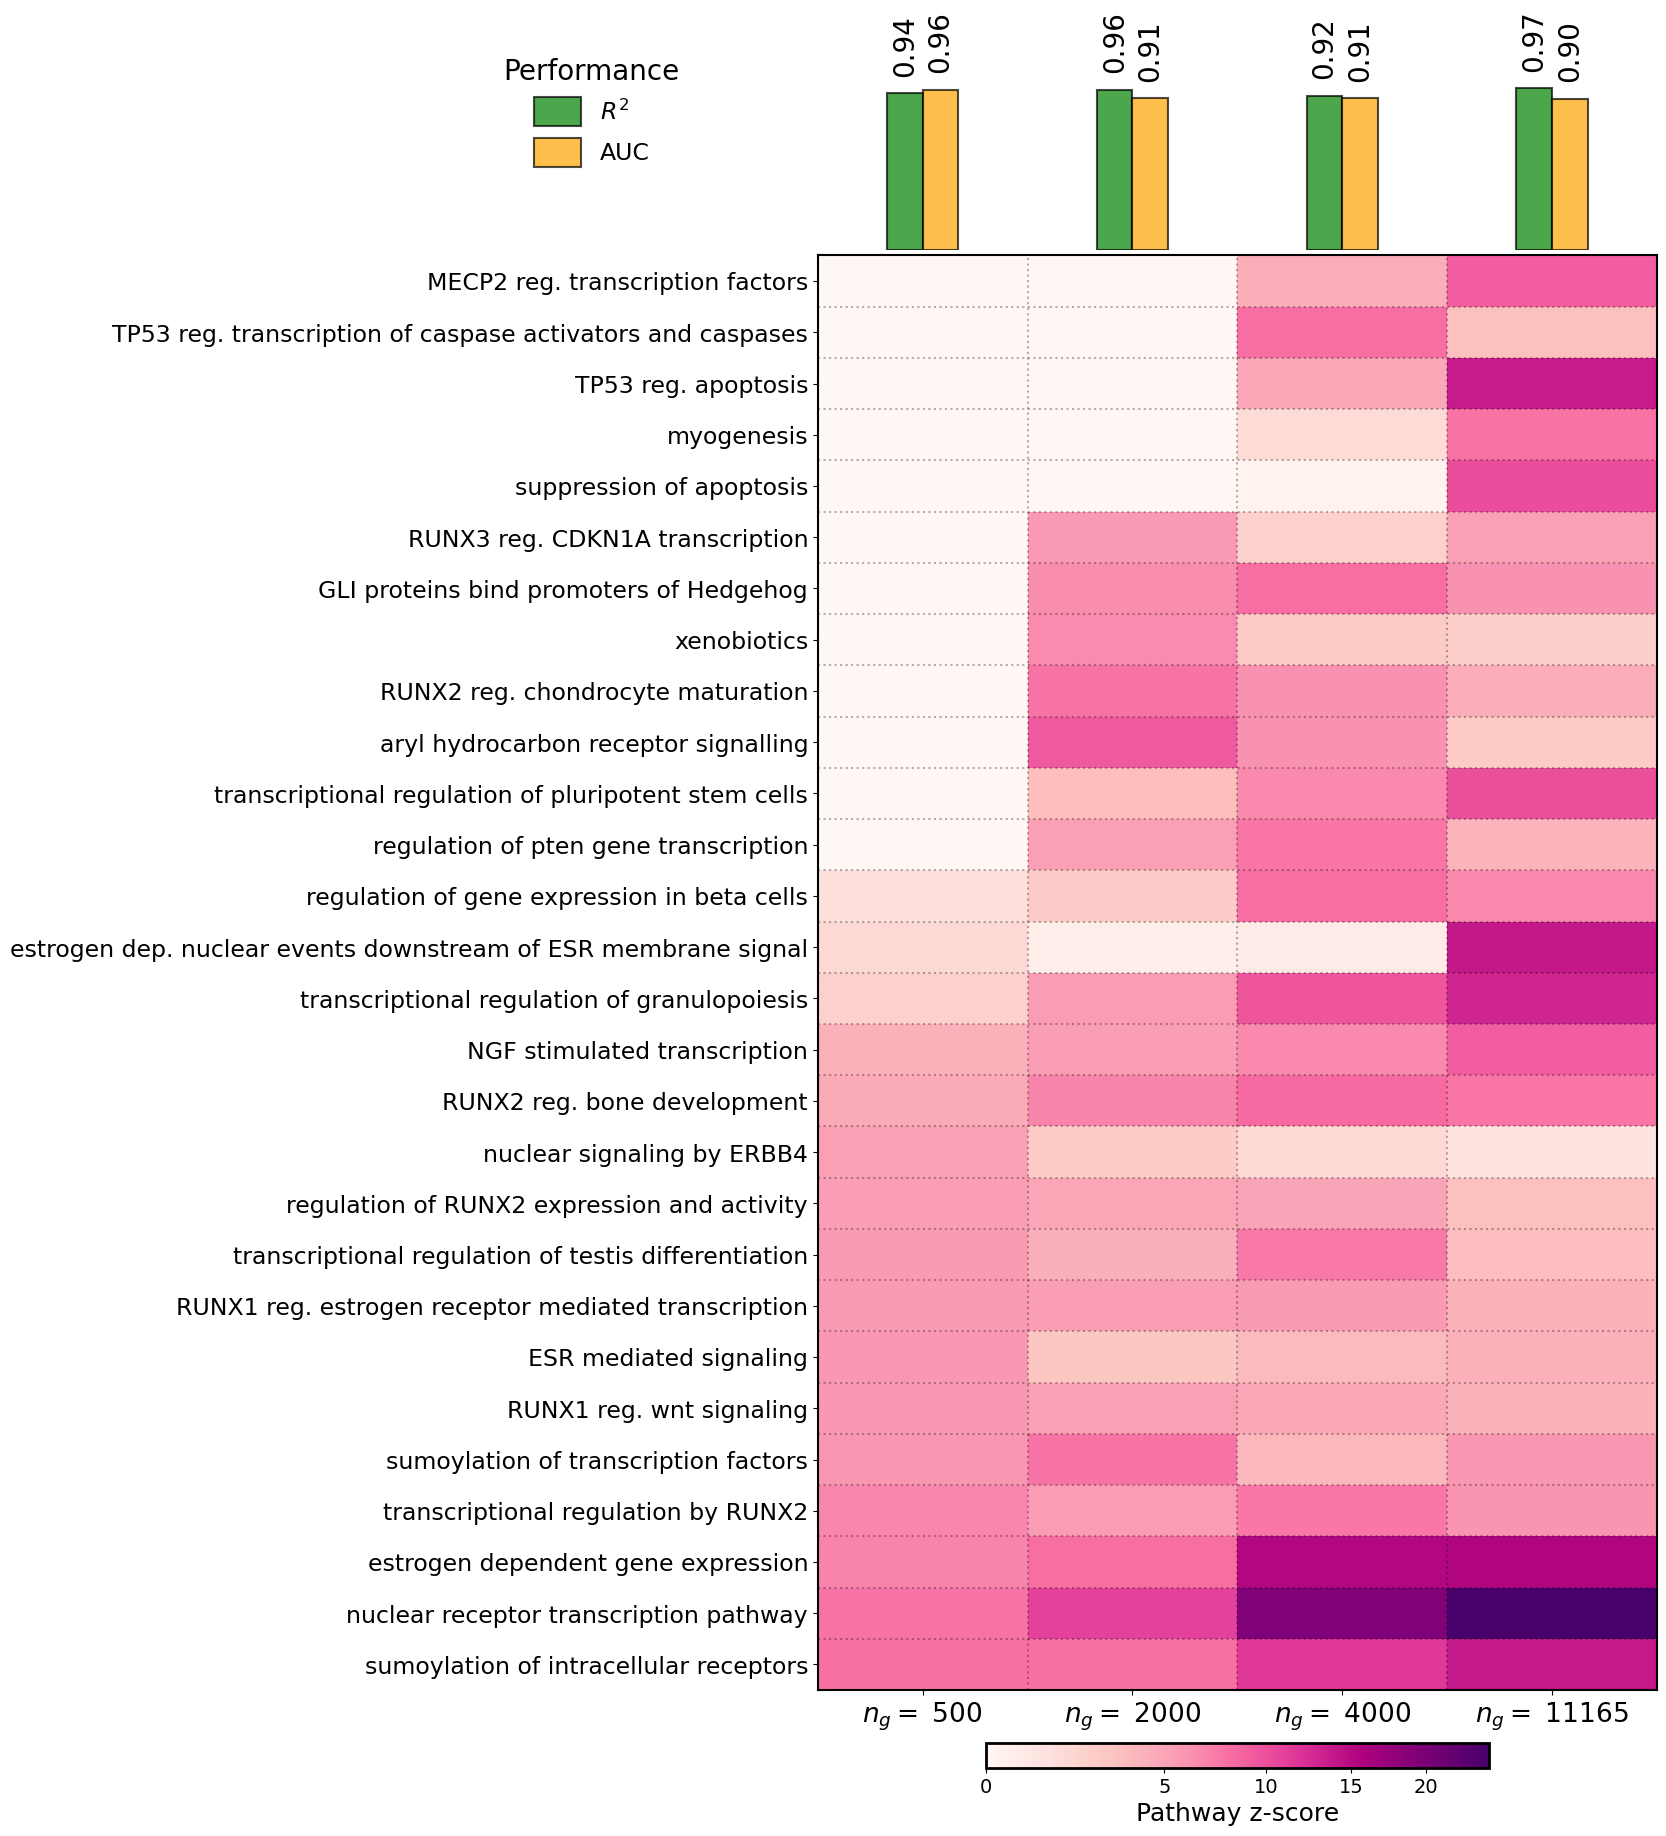 0.94
0.96
0.96
0.91
0.92
0.91
0.97
0.90
Performance
R²
AUC
MECP2 reg. transcription factors
TP53 reg. transcription of caspase activators and caspases
TP53 reg. apoptosis
myogenesis
suppression of apoptosis
RUNX3 reg. CDKN1A transcription
GLI proteins bind promoters of Hedgehog
xenobiotics
RUNX2 reg. chondrocyte maturation
aryl hydrocarbon receptor signalling
transcriptional regulation of pluripotent stem cells
regulation of pten gene transcription
regulation of gene expression in beta cells
estrogen dep. nuclear events downstream of ESR membrane signal
transcriptional regulation of granulopoiesis
NGF stimulated transcription
RUNX2 reg. bone development
nuclear signaling by ERBB4
regulation of RUNX2 expression and activity
transcriptional regulation of testis differentiation
RUNX1 reg. estrogen receptor mediated transcription
ESR mediated signaling
RUNX1 reg. wnt signaling
sumoylation of transcription factors
transcriptional regulation by RUNX2
estrogen dependent gene expression
nuclear receptor transcription pathway
sumoylation of intracellular receptors
n_g = 500
n_g = 2000
n_g = 4000
n_g = 11165
0 5 10 15 20
Pathway z-score